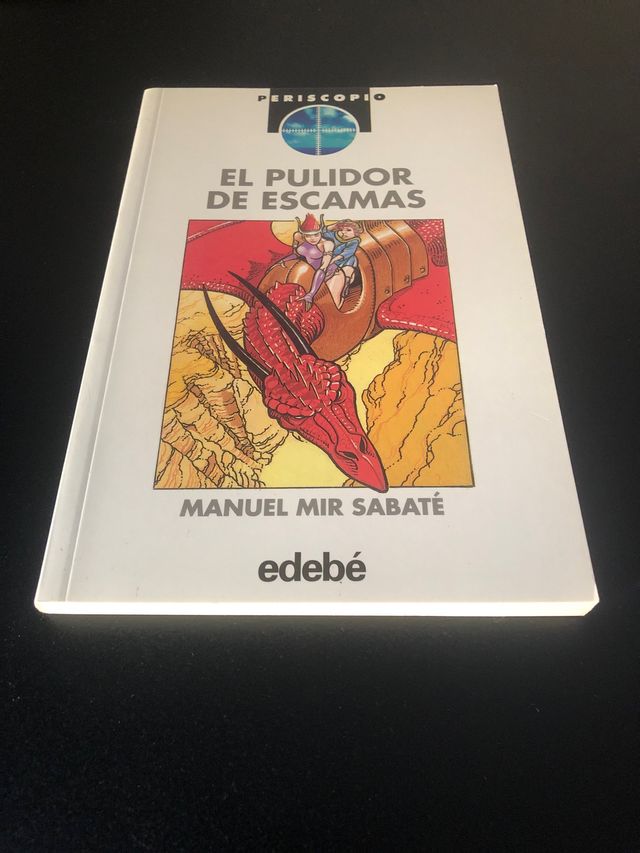 PERISCOPIO
EL PULIDOR
DE ESCAMAS
MANUEL MIR SABATÉ
edebé